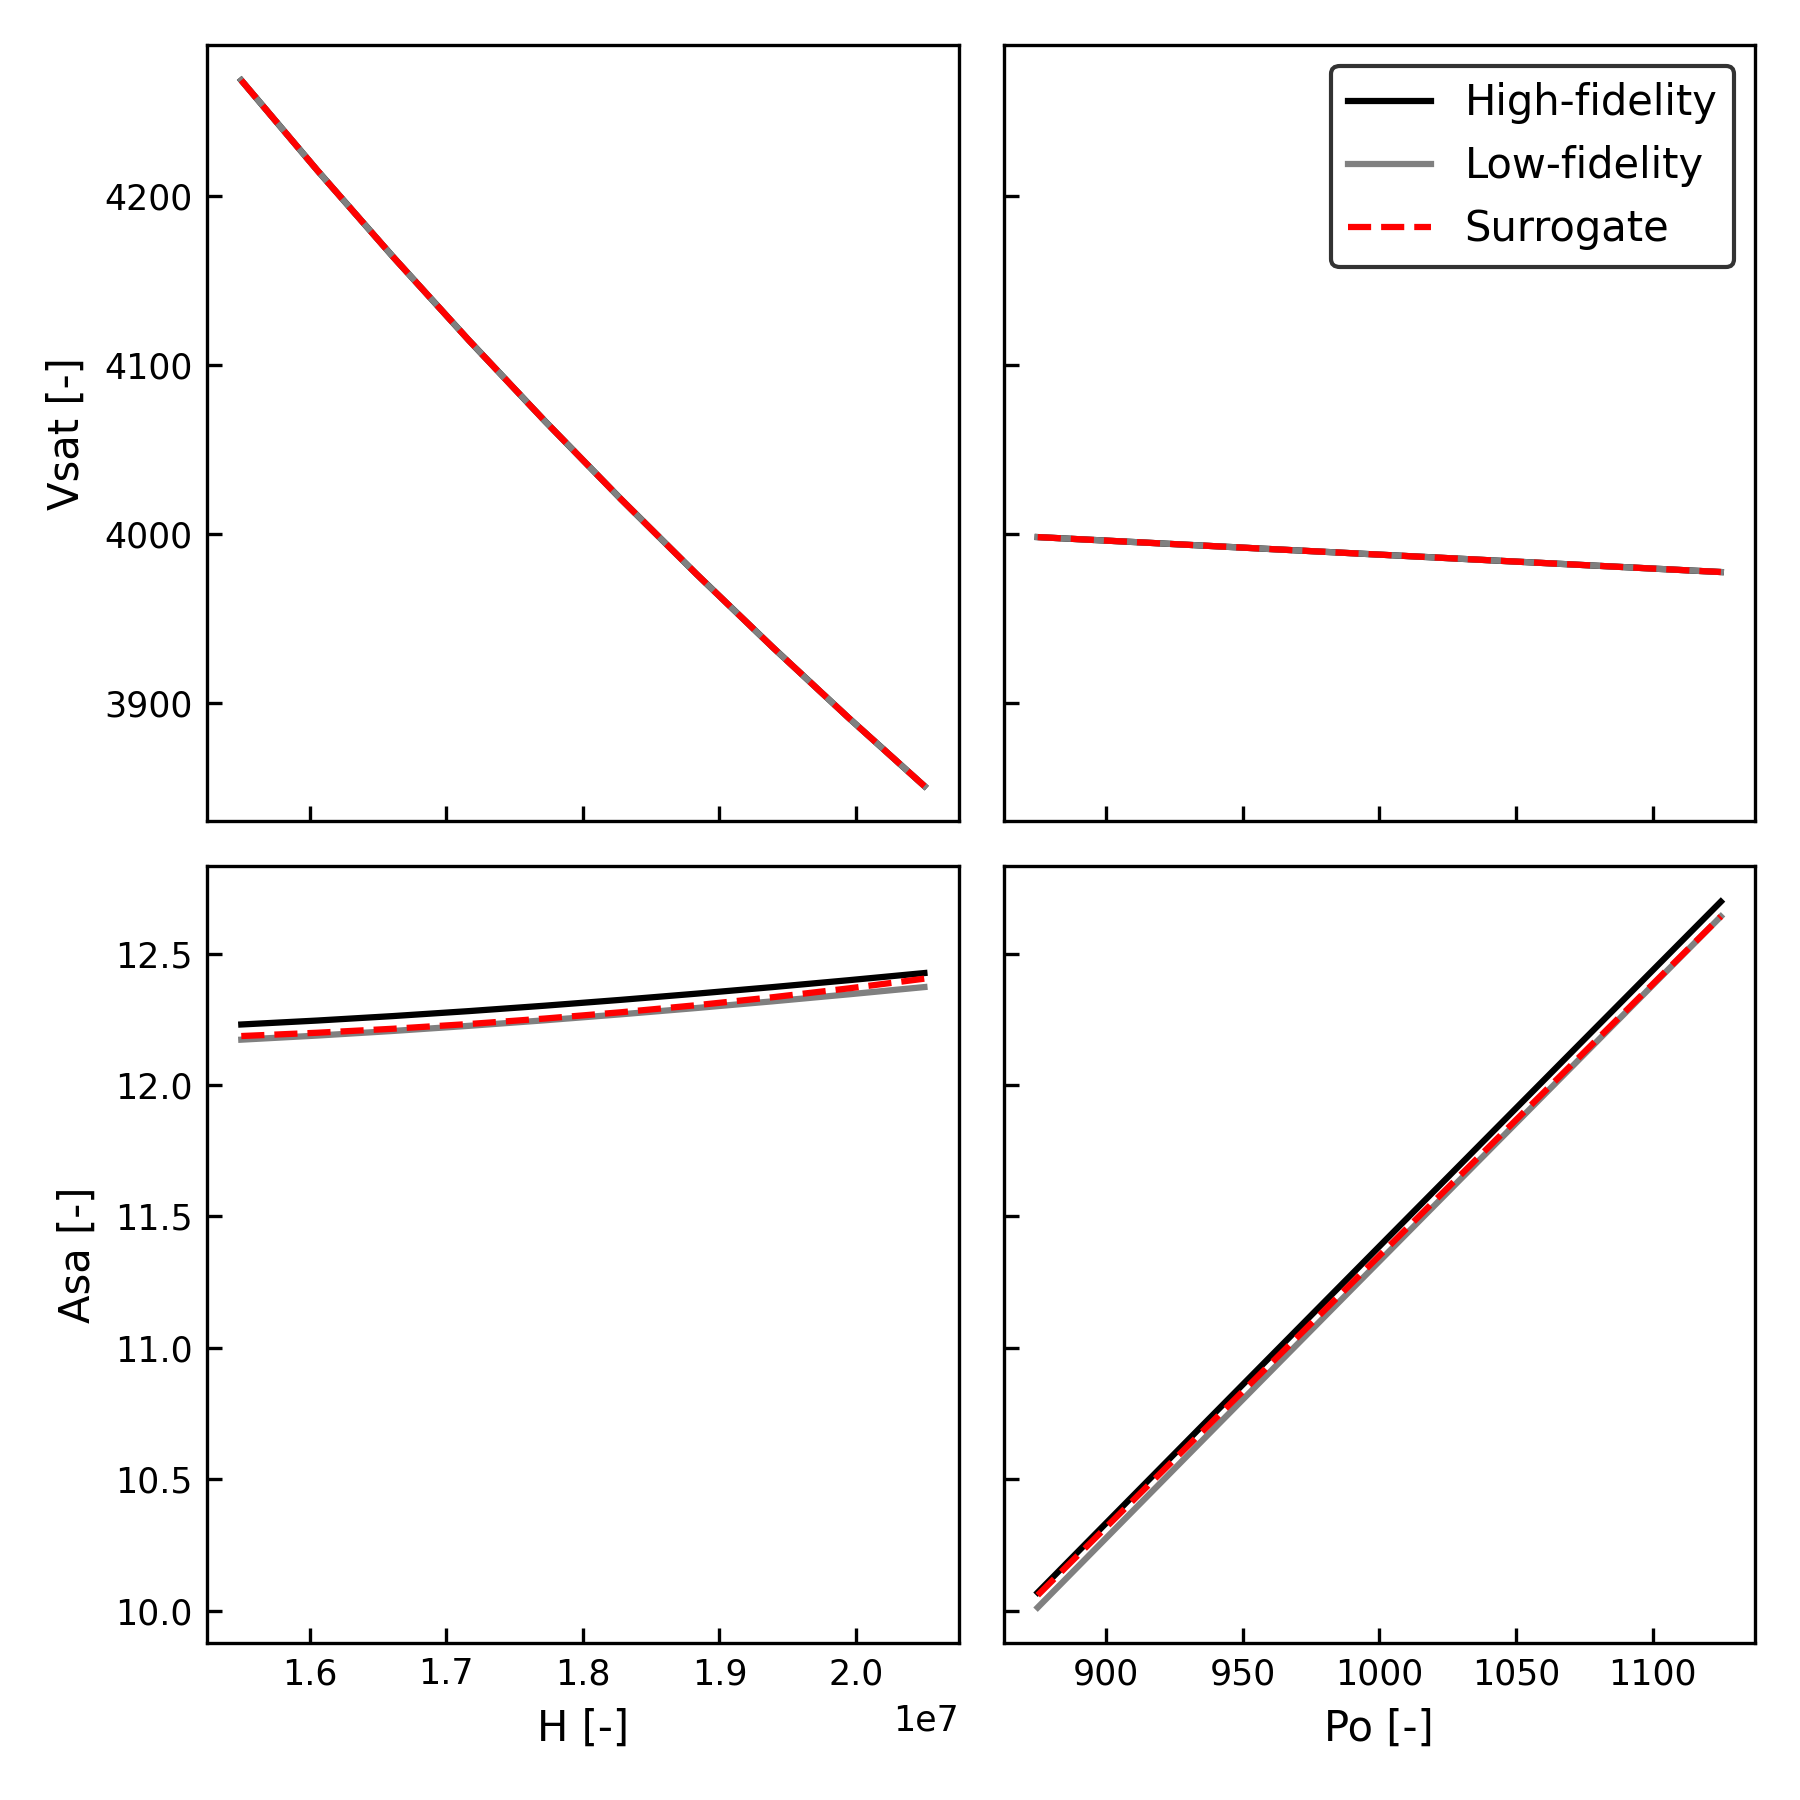 High-fidelity
Low-fidelity
Surrogate
Vsat [-]
4200
4100
4000
3900
Asa [-]
12.5
12.0
11.5
11.0
10.5
10.0
1.6 1.7 1.8 1.9 2.0
1e7
H [-]
900 950 1000 1050 1100
Po [-]